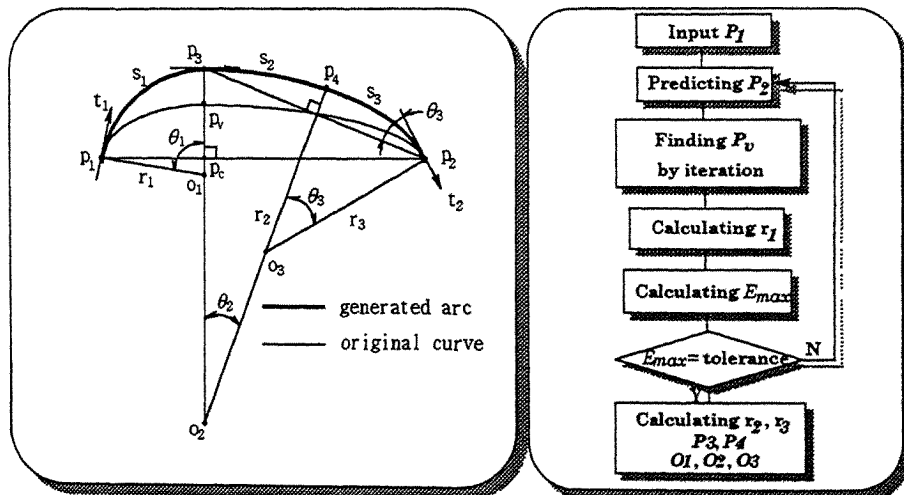 p3
s2
p4
s1
s3
t1
θ3
pv
θ1
p1
p2
r1
pc
o1
t2
θ3
r2
r3
o3
θ2
generated arc
original curve
o2
Input P1
Predicting P2
Finding Pv
by iteration
Calculating r1
Calculating Emax
Emax=tolerance
N
Y
Calculating r2, r3
P3, P4
O1, O2, O3